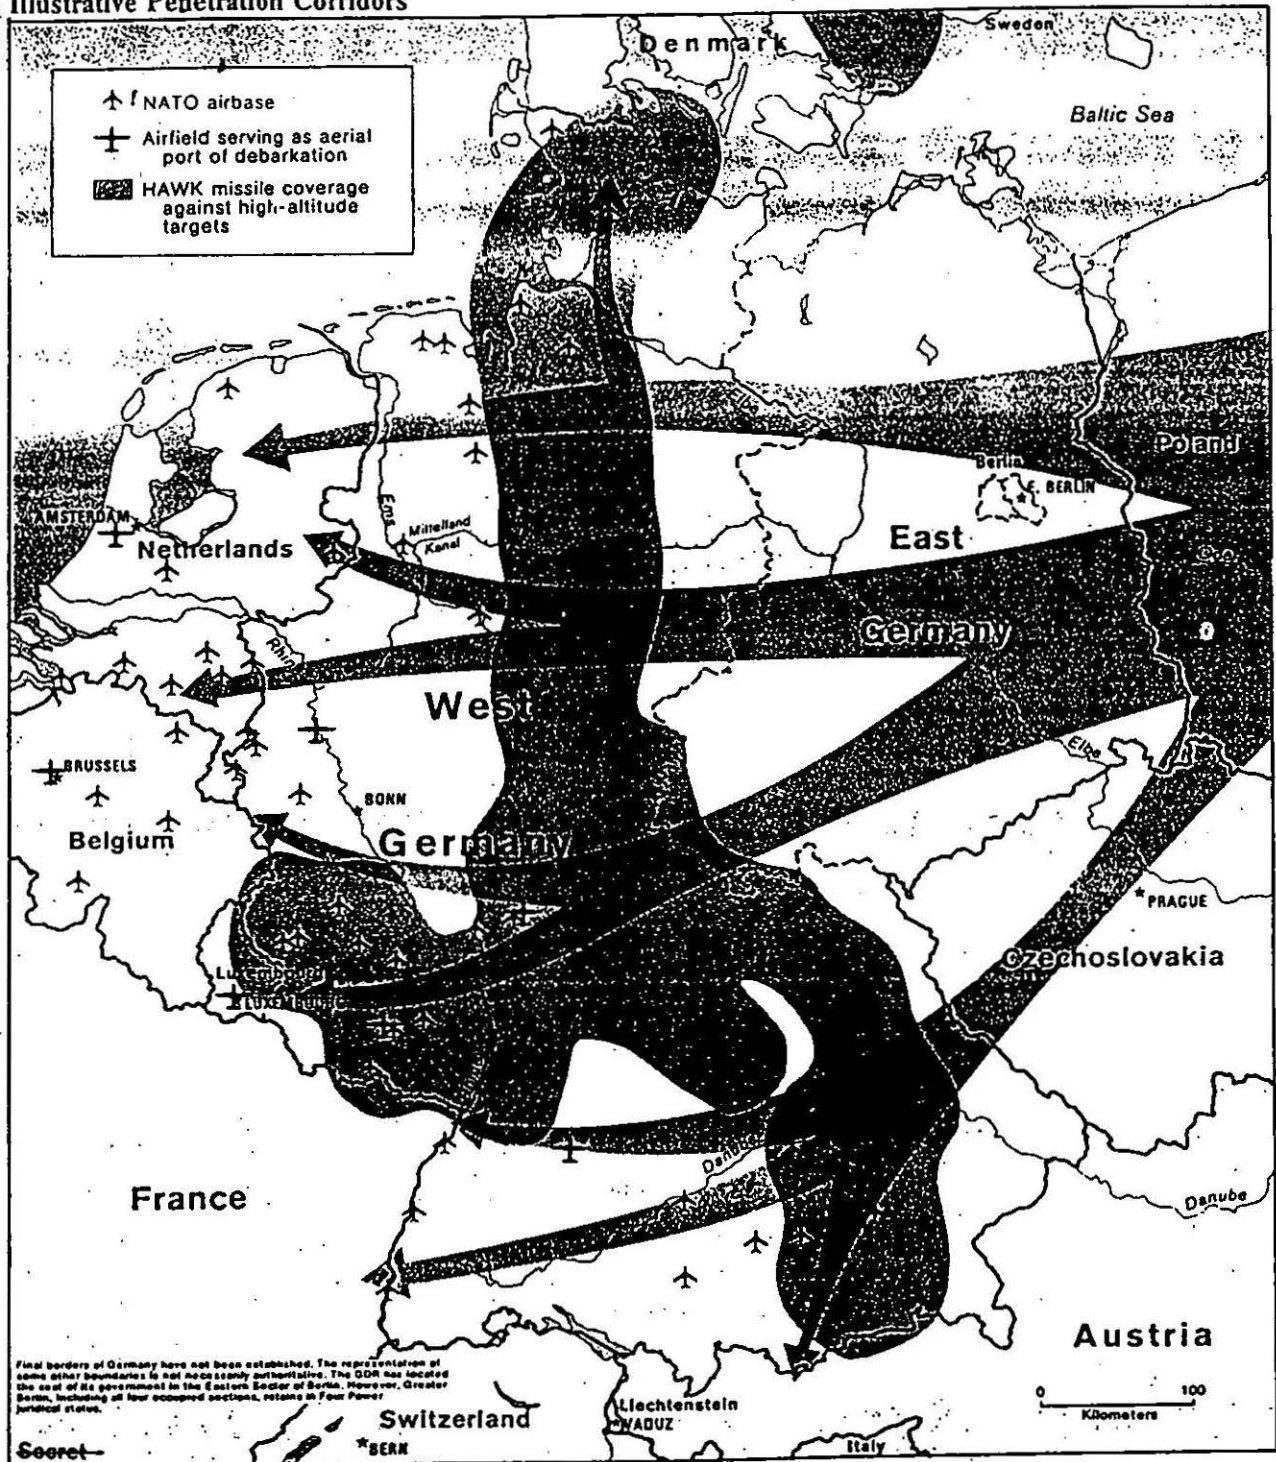 Illustrative Penetration Corridors
NATO airbase
Airfield serving as aerial
port of debarkation
HAWK missile coverage
against high-altitude
targets
Denmark
Sweden
Baltic Sea
Poland
Berlin
E. BERLIN
AMSTERDAM
Netherlands
Ems
Mittelland
Kanal
East
Germany
Rhin
West
Elbe
BRUSSELS
BONN
Belgium
Germany
PRAGUE
Czechoslovakia
Luxembourg
LUXEMBOURG
Danube
France
Danube
Austria
Final borders of Germany have not been established. The representation of
some other boundaries is not necessarily authoritative. The GDR has located
the seat of its government in the Eastern Sector of Berlin. However, Greater
Berlin, including all four occupied sections, retains its Four Power
juridical status.
0 100
Kilometers
Switzerland
Liechtenstein
VADUZ
BERN
Italy
Secret